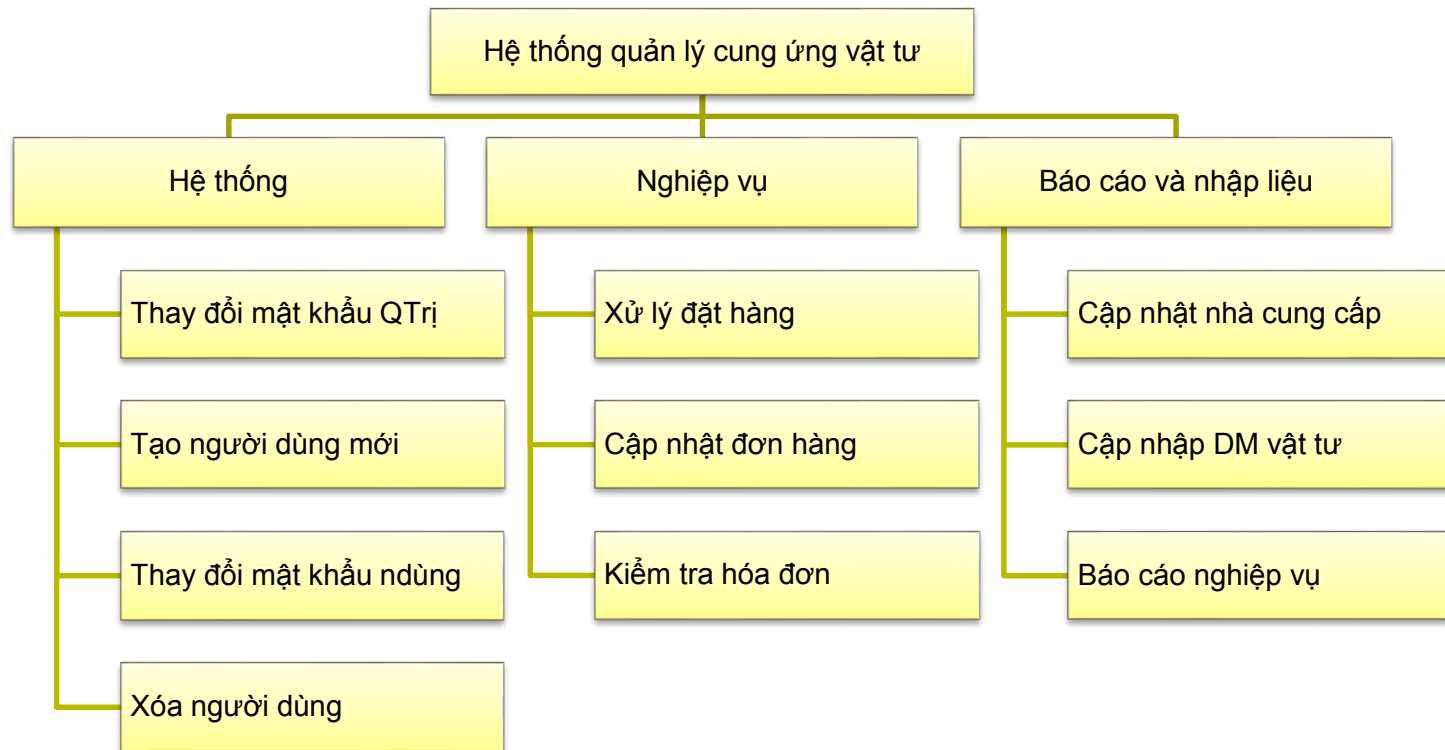 Hệ thống quản lý cung ứng vật tư
Hệ thống
Thay đổi mật khẩu QTrị
Tạo người dùng mới
Thay đổi mật khẩu ndùng
Xóa người dùng
Nghiệp vụ
Xử lý đặt hàng
Cập nhật đơn hàng
Kiểm tra hóa đơn
Báo cáo và nhập liệu
Cập nhật nhà cung cấp
Cập nhập DM vật tư
Báo cáo nghiệp vụ